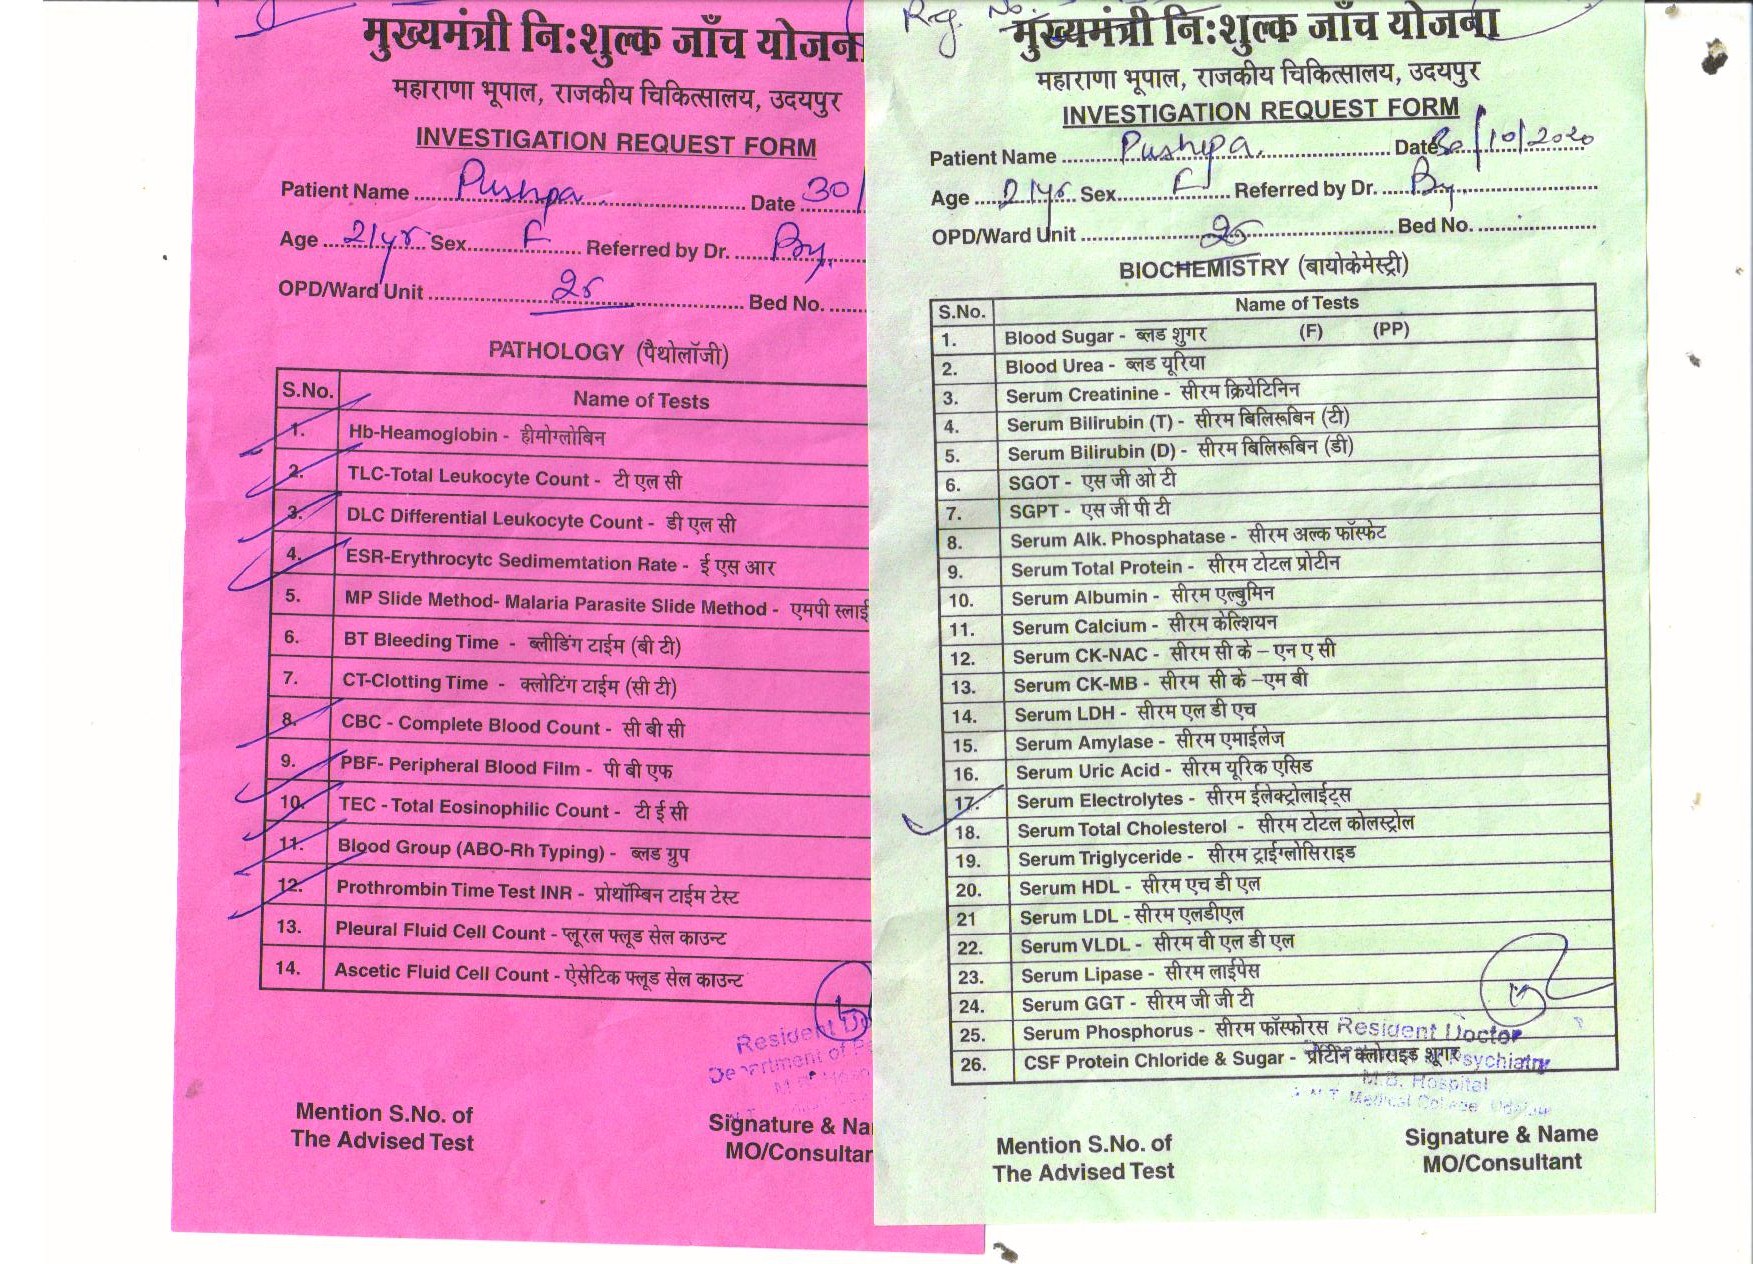 मुख्यमंत्री निःशुल्क जाँच योजना
महाराणा भूपाल, राजकीय चिकित्सालय, उदयपुर
INVESTIGATION REQUEST FORM
Patient Name Pushpa Date 30/
Age 21yr Sex F Referred by Dr.
OPD/Ward Unit Bed No.
PATHOLOGY (पैथोलॉजी)
S.No. Name of Tests
1. Hb-Heamoglobin - हीमोग्लोबिन
2. TLC-Total Leukocyte Count - टी एल सी
3. DLC Differential Leukocyte Count - डी एल सी
4. ESR-Erythrocytc Sedimemtation Rate - ई एस आर
5. MP Slide Method- Malaria Parasite Slide Method - एमपी स्लाई
6. BT Bleeding Time - ब्लीडिंग टाईम (बी टी)
7. CT-Clotting Time - क्लोटिंग टाईम (सी टी)
8. CBC - Complete Blood Count - सी बी सी
9. PBF- Peripheral Blood Film - पी बी एफ
10. TEC - Total Eosinophilic Count - टी ई सी
11. Blood Group (ABO-Rh Typing) - ब्लड ग्रुप
12. Prothrombin Time Test INR - प्रोथॉम्बिन टाईम टेस्ट
13. Pleural Fluid Cell Count - प्लूरल फ्लूड सेल काउन्ट
14. Ascetic Fluid Cell Count - ऐसेटिक फ्लूड सेल काउन्ट
Resident Do
Department of
Mention S.No. of
The Advised Test
Signature & Na
MO/Consultan
Reg. No.
मुख्यमंत्री निःशुल्क जाँच योजना
महाराणा भूपाल, राजकीय चिकित्सालय, उदयपुर
INVESTIGATION REQUEST FORM
Patient Name Pushpa Date 30/10/2020
Age 21yr Sex F Referred by Dr.
OPD/Ward Unit Bed No.
BIOCHEMISTRY (बायोकेमेस्ट्री)
S.No. Name of Tests
1. Blood Sugar - ब्लड शुगर (F) (PP)
2. Blood Urea - ब्लड यूरिया
3. Serum Creatinine - सीरम क्रियेटिनिन
4. Serum Bilirubin (T) - सीरम बिलिरूबिन (टी)
5. Serum Bilirubin (D) - सीरम बिलिरूबिन (डी)
6. SGOT - एस जी ओ टी
7. SGPT - एस जी पी टी
8. Serum Alk. Phosphatase - सीरम अल्क फॉस्फेट
9. Serum Total Protein - सीरम टोटल प्रोटीन
10. Serum Albumin - सीरम एल्बुमिन
11. Serum Calcium - सीरम केल्शियन
12. Serum CK-NAC - सीरम सी के – एन ए सी
13. Serum CK-MB - सीरम सी के –एम बी
14. Serum LDH - सीरम एल डी एच
15. Serum Amylase - सीरम एमाईलेज
16. Serum Uric Acid - सीरम यूरिक एसिड
17. Serum Electrolytes - सीरम ईलेक्ट्रोलाईट्स
18. Serum Total Cholesterol - सीरम टोटल कोलस्ट्रोल
19. Serum Triglyceride - सीरम ट्राईग्लोसिराइड
20. Serum HDL - सीरम एच डी एल
21 Serum LDL - सीरम एलडीएल
22. Serum VLDL - सीरम वी एल डी एल
23. Serum Lipase - सीरम लाईपेस
24. Serum GGT - सीरम जी जी टी
25. Serum Phosphorus - सीरम फॉस्फोरस
26. CSF Protein Chloride & Sugar - प्रोटीन क्लोराइड शूगर
Resident Doctor
Psychiatry
M.B. Hospital
Medical College
Mention S.No. of
The Advised Test
Signature & Name
MO/Consultant